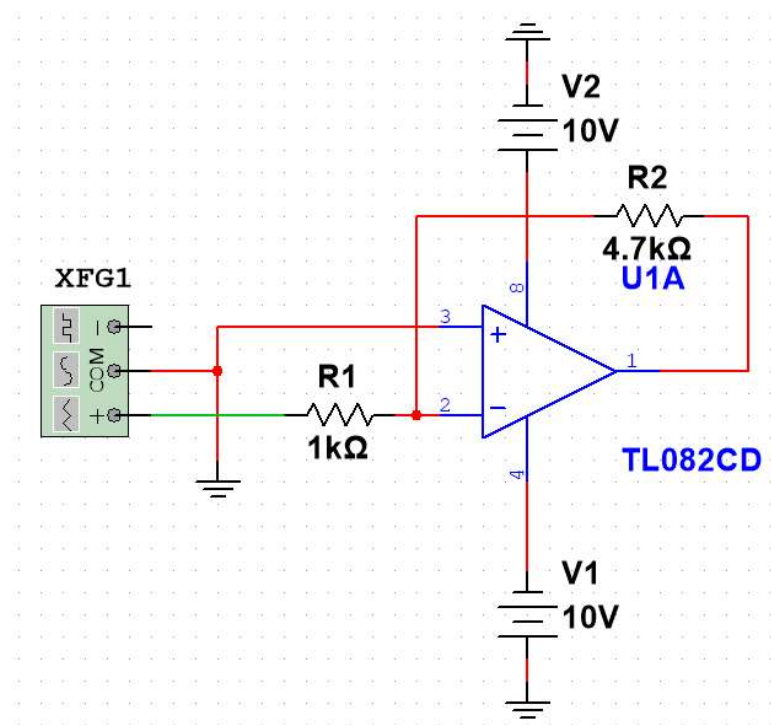 V2
10V
R2
4.7kΩ
U1A
8
XFG1
3
+
1
−
COM
+
R1
1kΩ
2
−
TL082CD
4
V1
10V